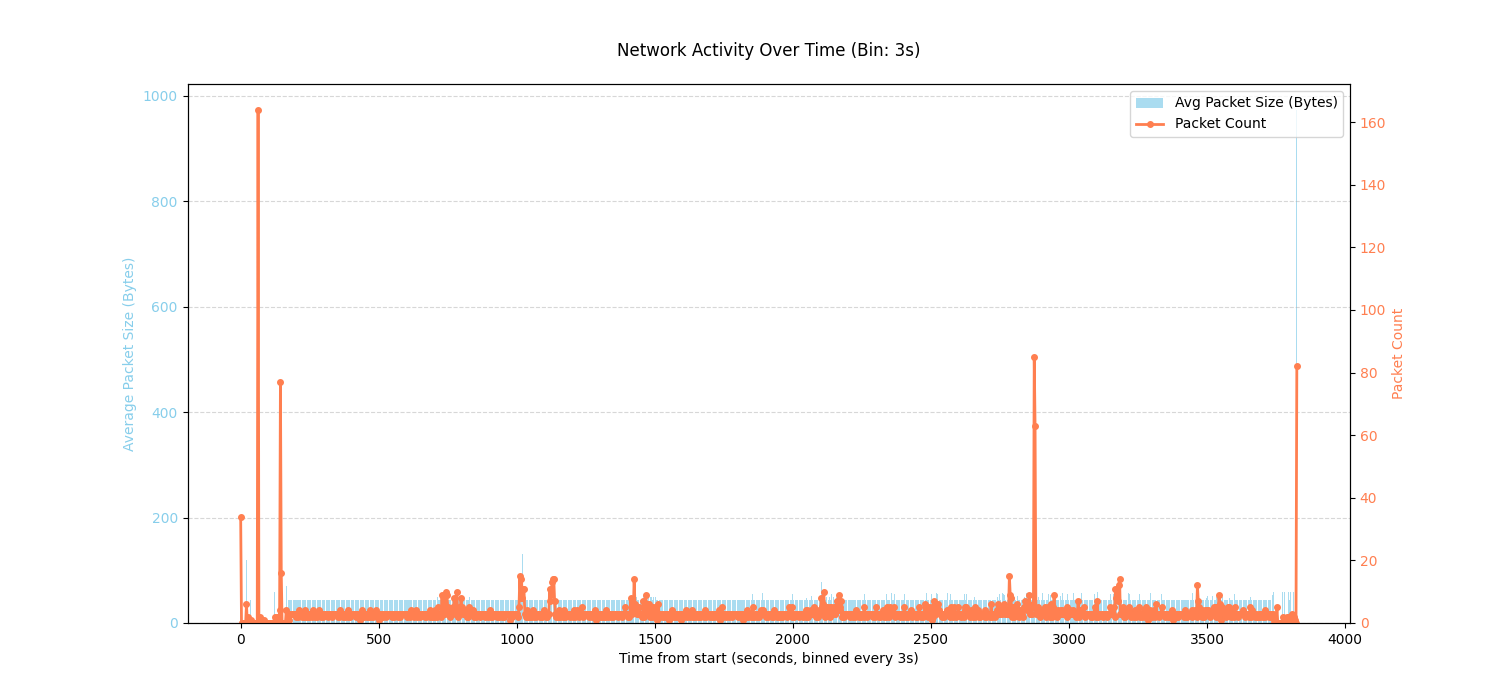 Network Activity Over Time (Bin: 3s)
Avg Packet Size (Bytes)
Packet Count
1000
800
600
400
200
0
Average Packet Size (Bytes)
160
140
120
100
80
60
40
20
0
Packet Count
0 500 1000 1500 2000 2500 3000 3500 4000
Time from start (seconds, binned every 3s)